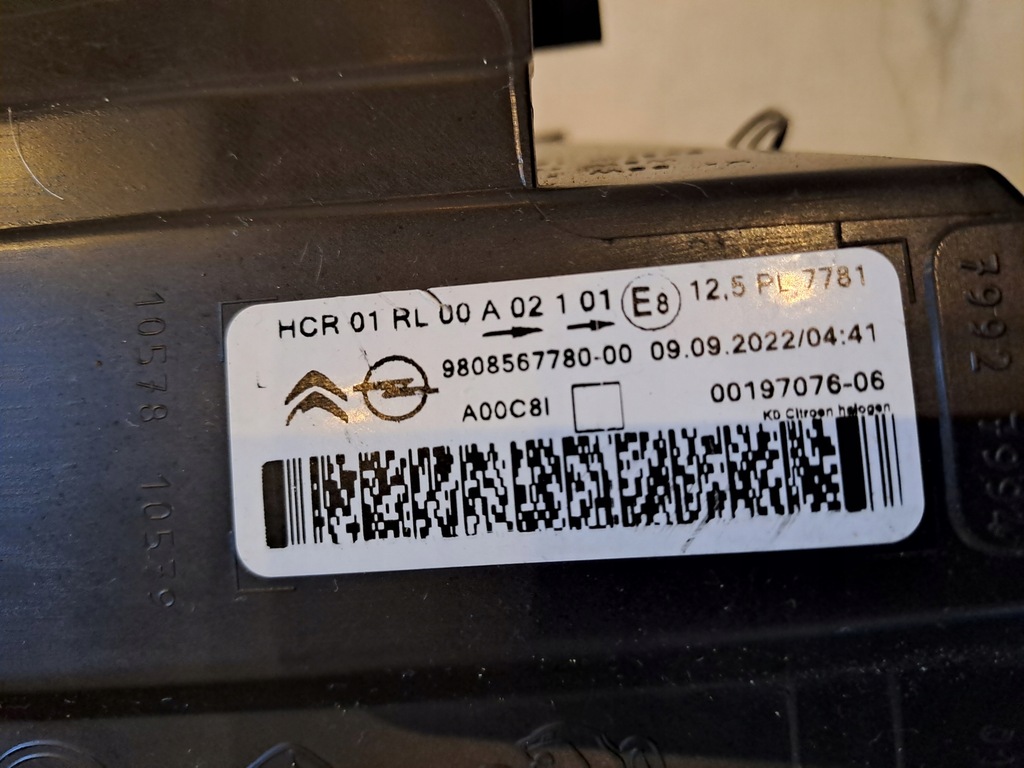 HCR 01 RL 00 A 02 1 01 E8 12,5 PL 7781
9808567780-00 09.09.2022/04:41
A00C8I 00197076-06
KD Citroen halogen
10578 10579
7992 7994